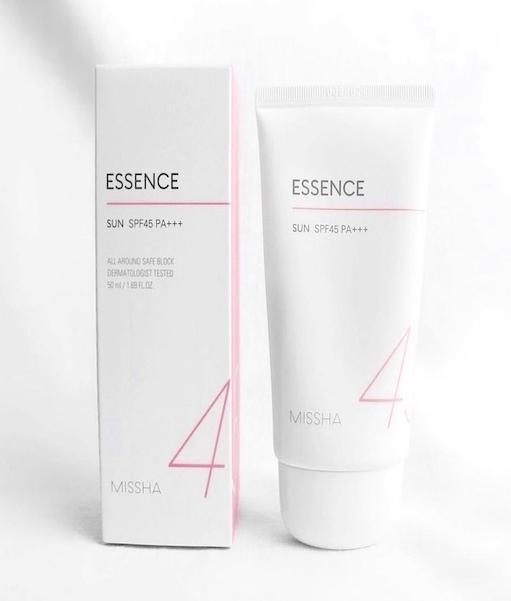 ESSENCE
SUN SPF45 PA+++
ALL AROUND SAFE BLOCK
DERMATOLOGIST TESTED
50 ml / 1.69 FL.OZ.
4
MISSHA
ESSENCE
SUN SPF45 PA+++
4
MISSHA